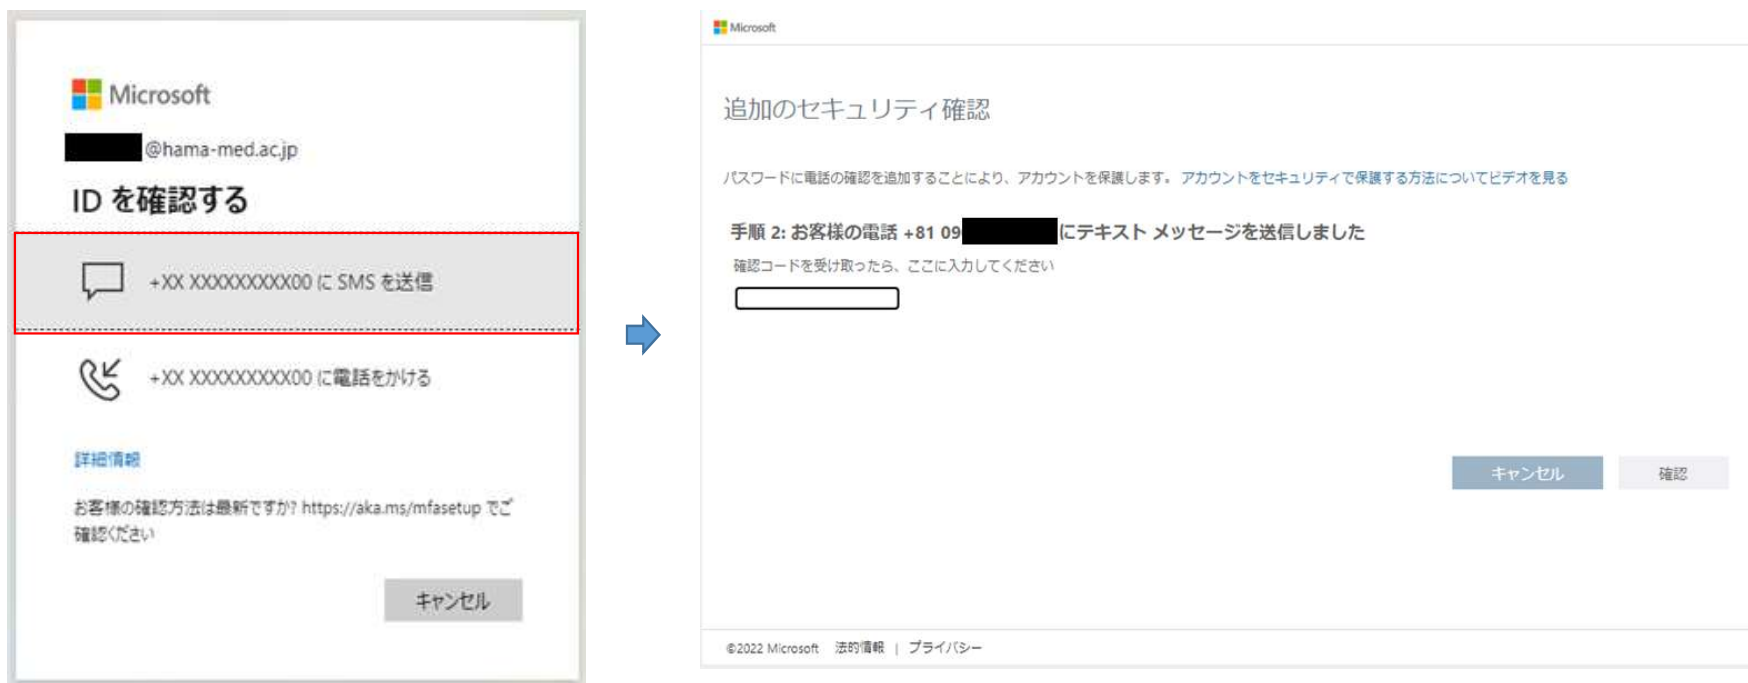 Microsoft
@hama-med.ac.jp
ID を確認する
+XX XXXXXXXXXX00 に SMS を送信
+XX XXXXXXXXXX00 に電話をかける
詳細情報
お客様の確認方法は最新ですか? https://aka.ms/mfasetup でご
確認ください
キャンセル
Microsoft
追加のセキュリティ確認
パスワードに電話の確認を追加することにより、アカウントを保護します。 アカウントをセキュリティで保護する方法についてビデオを見る
手順 2: お客様の電話 +81 09 にテキスト メッセージを送信しました
確認コードを受け取ったら、ここに入力してください
キャンセル 確認
©2022 Microsoft 法的情報 | プライバシー